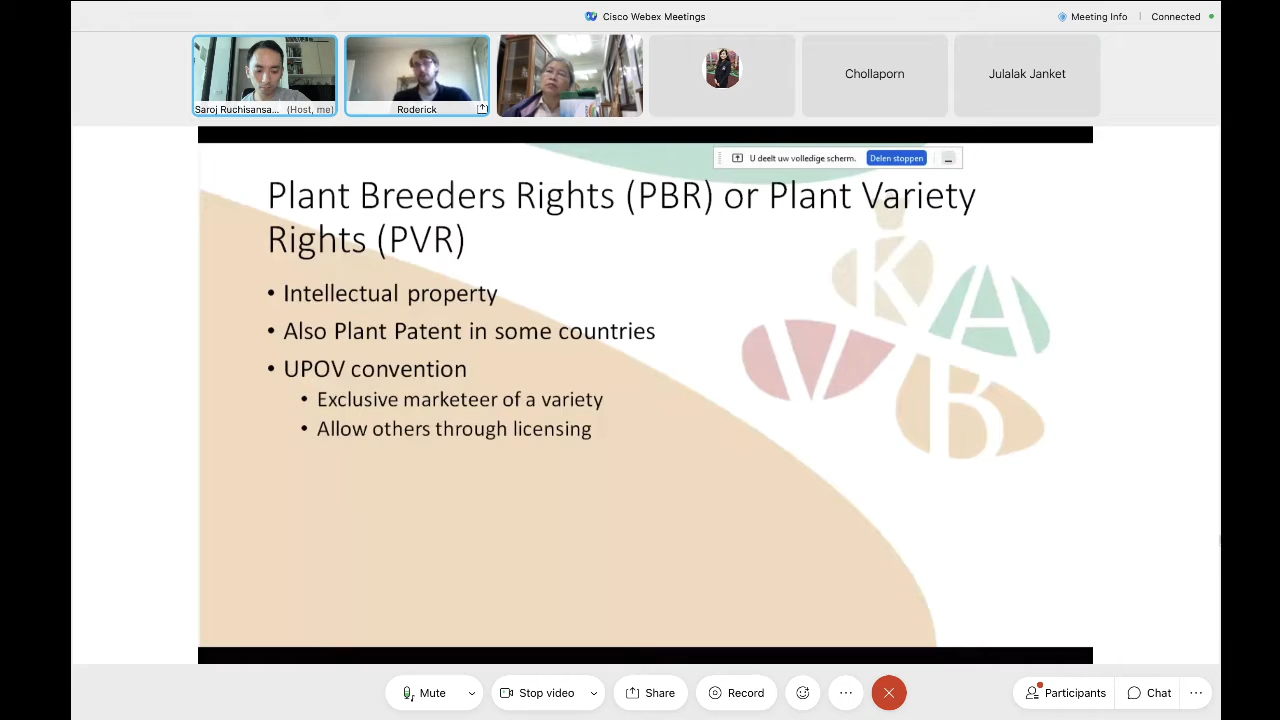 Cisco Webex Meetings
Meeting Info
Connected
Saroj Ruchisansa... (Host, me)
Roderick
Chollaporn
Julalak Janket
U deelt uw volledige scherm. Delen stoppen
Plant Breeders Rights (PBR) or Plant Variety
Rights (PVR)
• Intellectual property
• Also Plant Patent in some countries
• UPOV convention
• Exclusive marketeer of a variety
• Allow others through licensing
K A
V B
Mute
Stop video
Share
Record
Participants
Chat